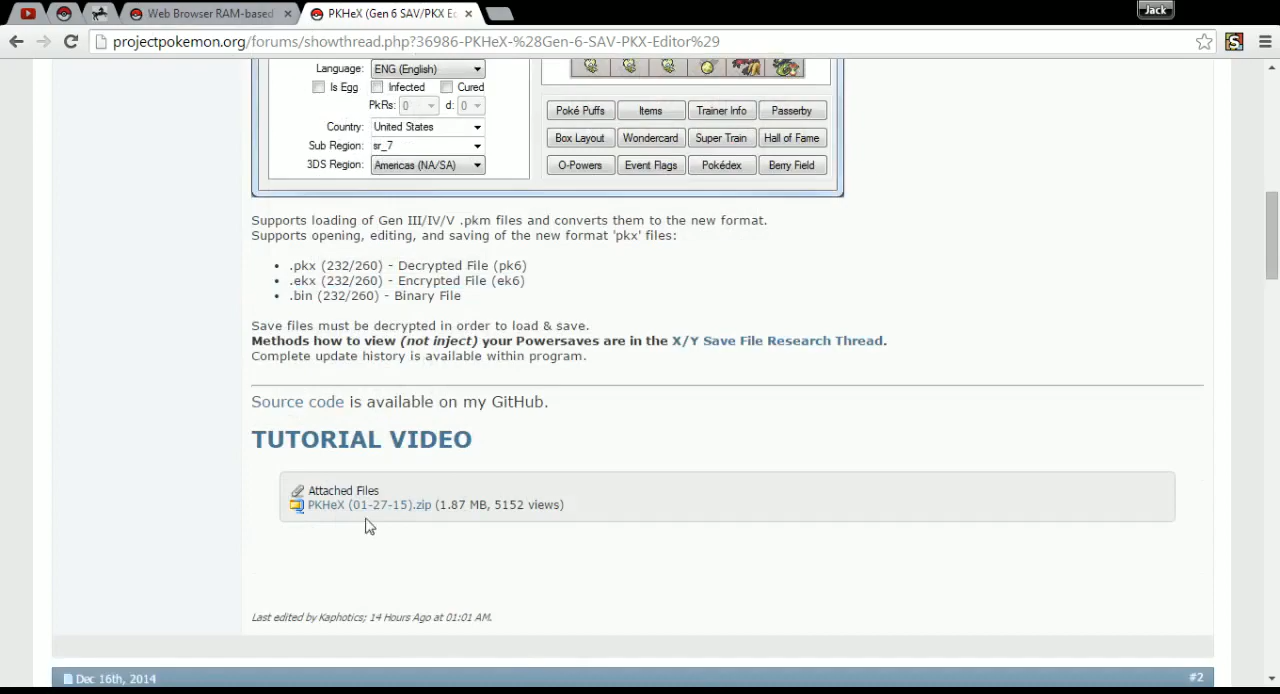 Jack
Web Browser RAM-based
PKHeX (Gen 6 SAV/PKX Ec
projectpokemon.org/forums/showthread.php?36986-PKHeX-%28Gen-6-SAV-PKX-Editor%29
Language: ENG (English)
Is Egg Infected Cured
PkRs: 0 d: 0
Country: United States
Sub Region: sr_7
3DS Region: Americas (NA/SA)
Poké Puffs Items Trainer Info Passerby
Box Layout Wondercard Super Train Hall of Fame
O-Powers Event Flags Pokédex Berry Field
Supports loading of Gen III/IV/V .pkm files and converts them to the new format.
Supports opening, editing, and saving of the new format 'pkx' files:
• .pkx (232/260) - Decrypted File (pk6)
• .ekx (232/260) - Encrypted File (ek6)
• .bin (232/260) - Binary File
Save files must be decrypted in order to load & save.
Methods how to view (not inject) your Powersaves are in the X/Y Save File Research Thread.
Complete update history is available within program.
Source code is available on my GitHub.
TUTORIAL VIDEO
Attached Files
PKHeX (01-27-15).zip (1.87 MB, 5152 views)
Last edited by Kaphotics; 14 Hours Ago at 01:01 AM.
Dec 16th, 2014 #2